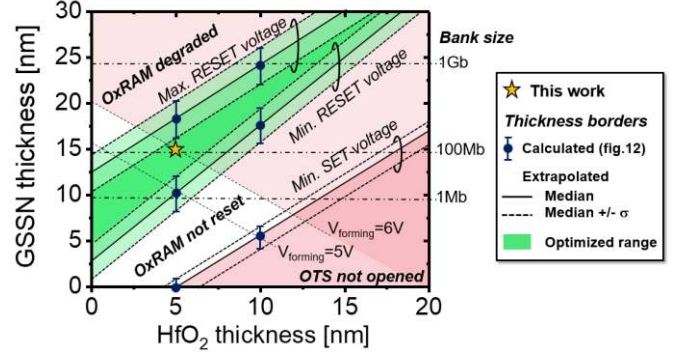 30
25
20
15
10
5
0
GSSN thickness [nm]
0
5
10
15
20
HfO₂ thickness [nm]
OxRAM degraded
Max. RESET voltage
Min. RESET voltage
Min. SET voltage
OxRAM not reset
V_forming=6V
V_forming=5V
OTS not opened
Bank size
1Gb
100Mb
1Mb
This work
Thickness borders
Calculated (fig.12)
Extrapolated
Median
Median +/- σ
Optimized range